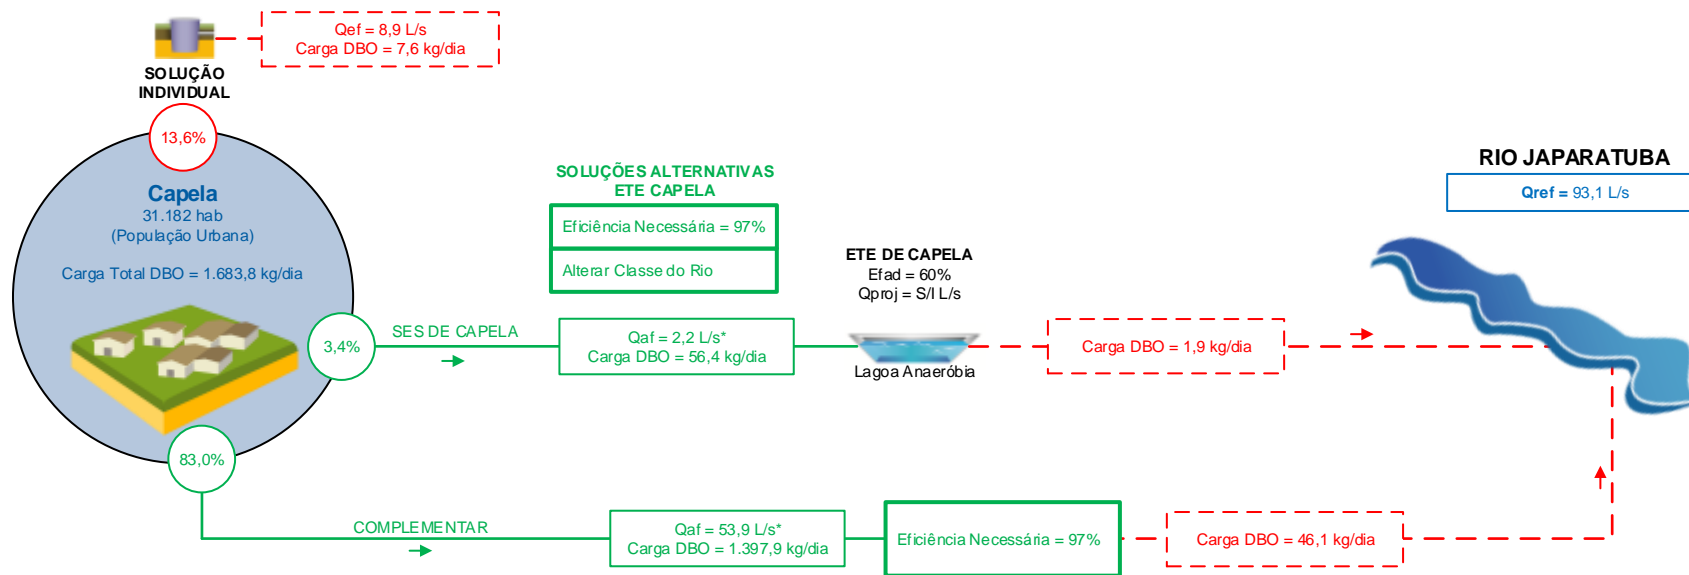 Qef = 8,9 L/s
Carga DBO = 7,6 kg/dia
SOLUÇÃO
INDIVIDUAL
13,6%
Capela
31.182 hab
(População Urbana)
Carga Total DBO = 1.683,8 kg/dia
3,4%
83,0%
SES DE CAPELA
SOLUÇÕES ALTERNATIVAS
ETE CAPELA
Eficiência Necessária = 97%
Alterar Classe do Rio
Qaf = 2,2 L/s*
Carga DBO = 56,4 kg/dia
ETE DE CAPELA
Efad = 60%
Qproj = S/I L/s
Lagoa Anaeróbia
Carga DBO = 1,9 kg/dia
RIO JAPARATUBA
Qref = 93,1 L/s
COMPLEMENTAR
Qaf = 53,9 L/s*
Carga DBO = 1.397,9 kg/dia
Eficiência Necessária = 97%
Carga DBO = 46,1 kg/dia